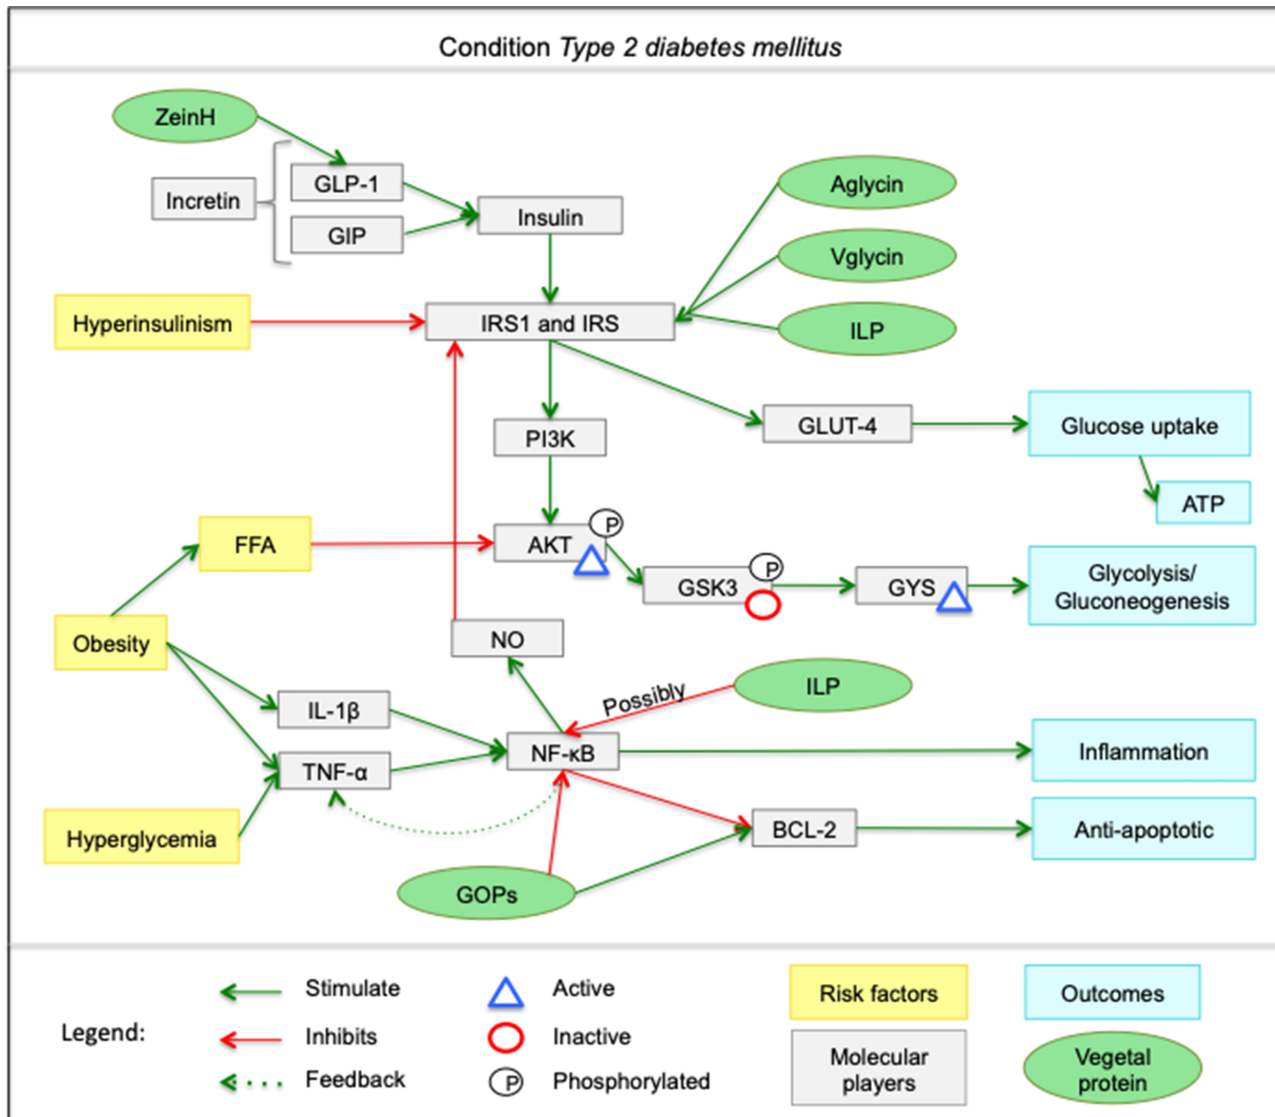 Condition Type 2 diabetes mellitus
ZeinH
Incretin
GLP-1
GIP
Insulin
Aglycin
Vglycin
ILP
Hyperinsulinism
IRS1 and IRS
PI3K
GLUT-4
Glucose uptake
ATP
FFA
AKT
P
GSK3
P
GYS
Glycolysis/
Gluconeogenesis
Obesity
NO
ILP
Possibly
IL-1β
TNF-α
NF-κB
Inflammation
Hyperglycemia
BCL-2
Anti-apoptotic
GOPs
Legend:
Stimulate
Inhibits
Feedback
Active
Inactive
P
Phosphorylated
Risk factors
Outcomes
Molecular
players
Vegetal
protein